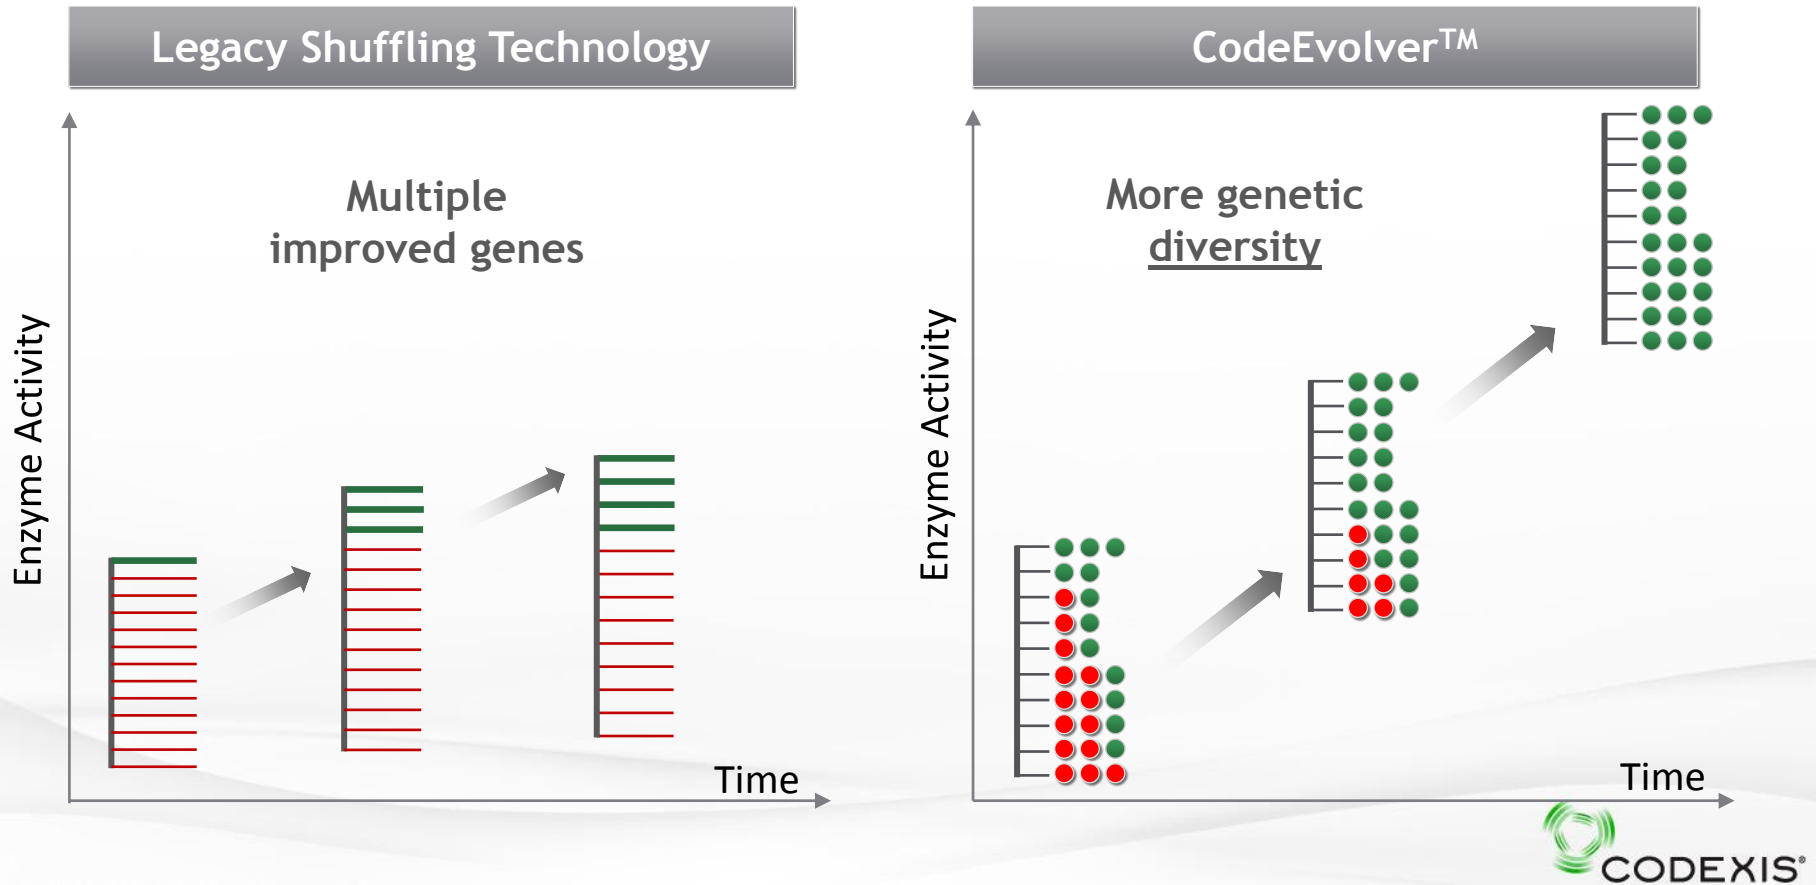 Legacy Shuffling Technology
Multiple
improved genes
Enzyme Activity
Time
CodeEvolver™
More genetic
diversity
Enzyme Activity
Time
CODEXIS®